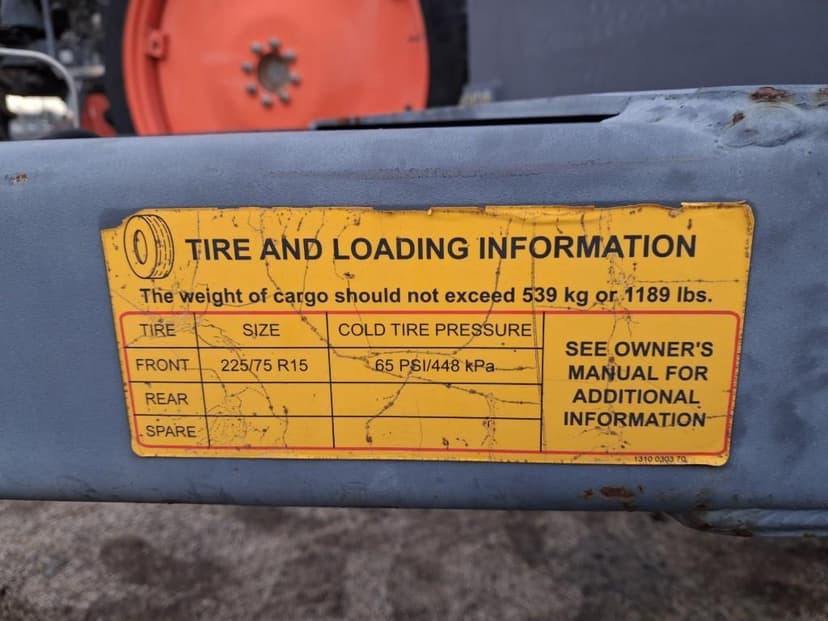 TIRE AND LOADING INFORMATION
The weight of cargo should not exceed 539 kg or 1189 lbs.
TIRE SIZE COLD TIRE PRESSURE
FRONT 225/75 R15 65 PSI/448 kPa
REAR
SPARE
SEE OWNER'S
MANUAL FOR
ADDITIONAL
INFORMATION
1310 0303 70